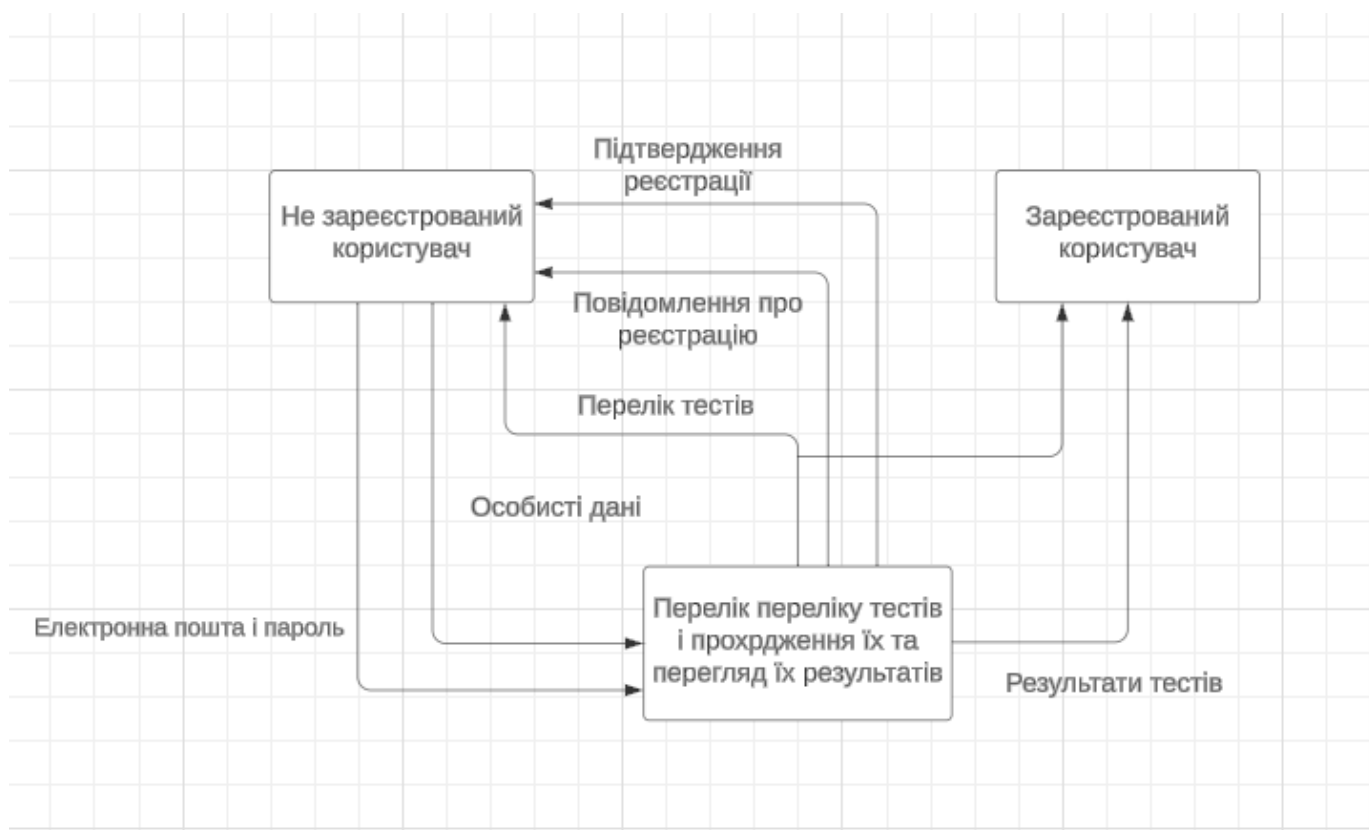 Підтвердження
реєстрації
Не зареєстрований
користувач
Зареєстрований
користувач
Повідомлення про
реєстрацію
Перелік тестів
Особисті дані
Електронна пошта і пароль
Перелік переліку тестів
і прохрдження їх та
перегляд їх результатів
Результати тестів